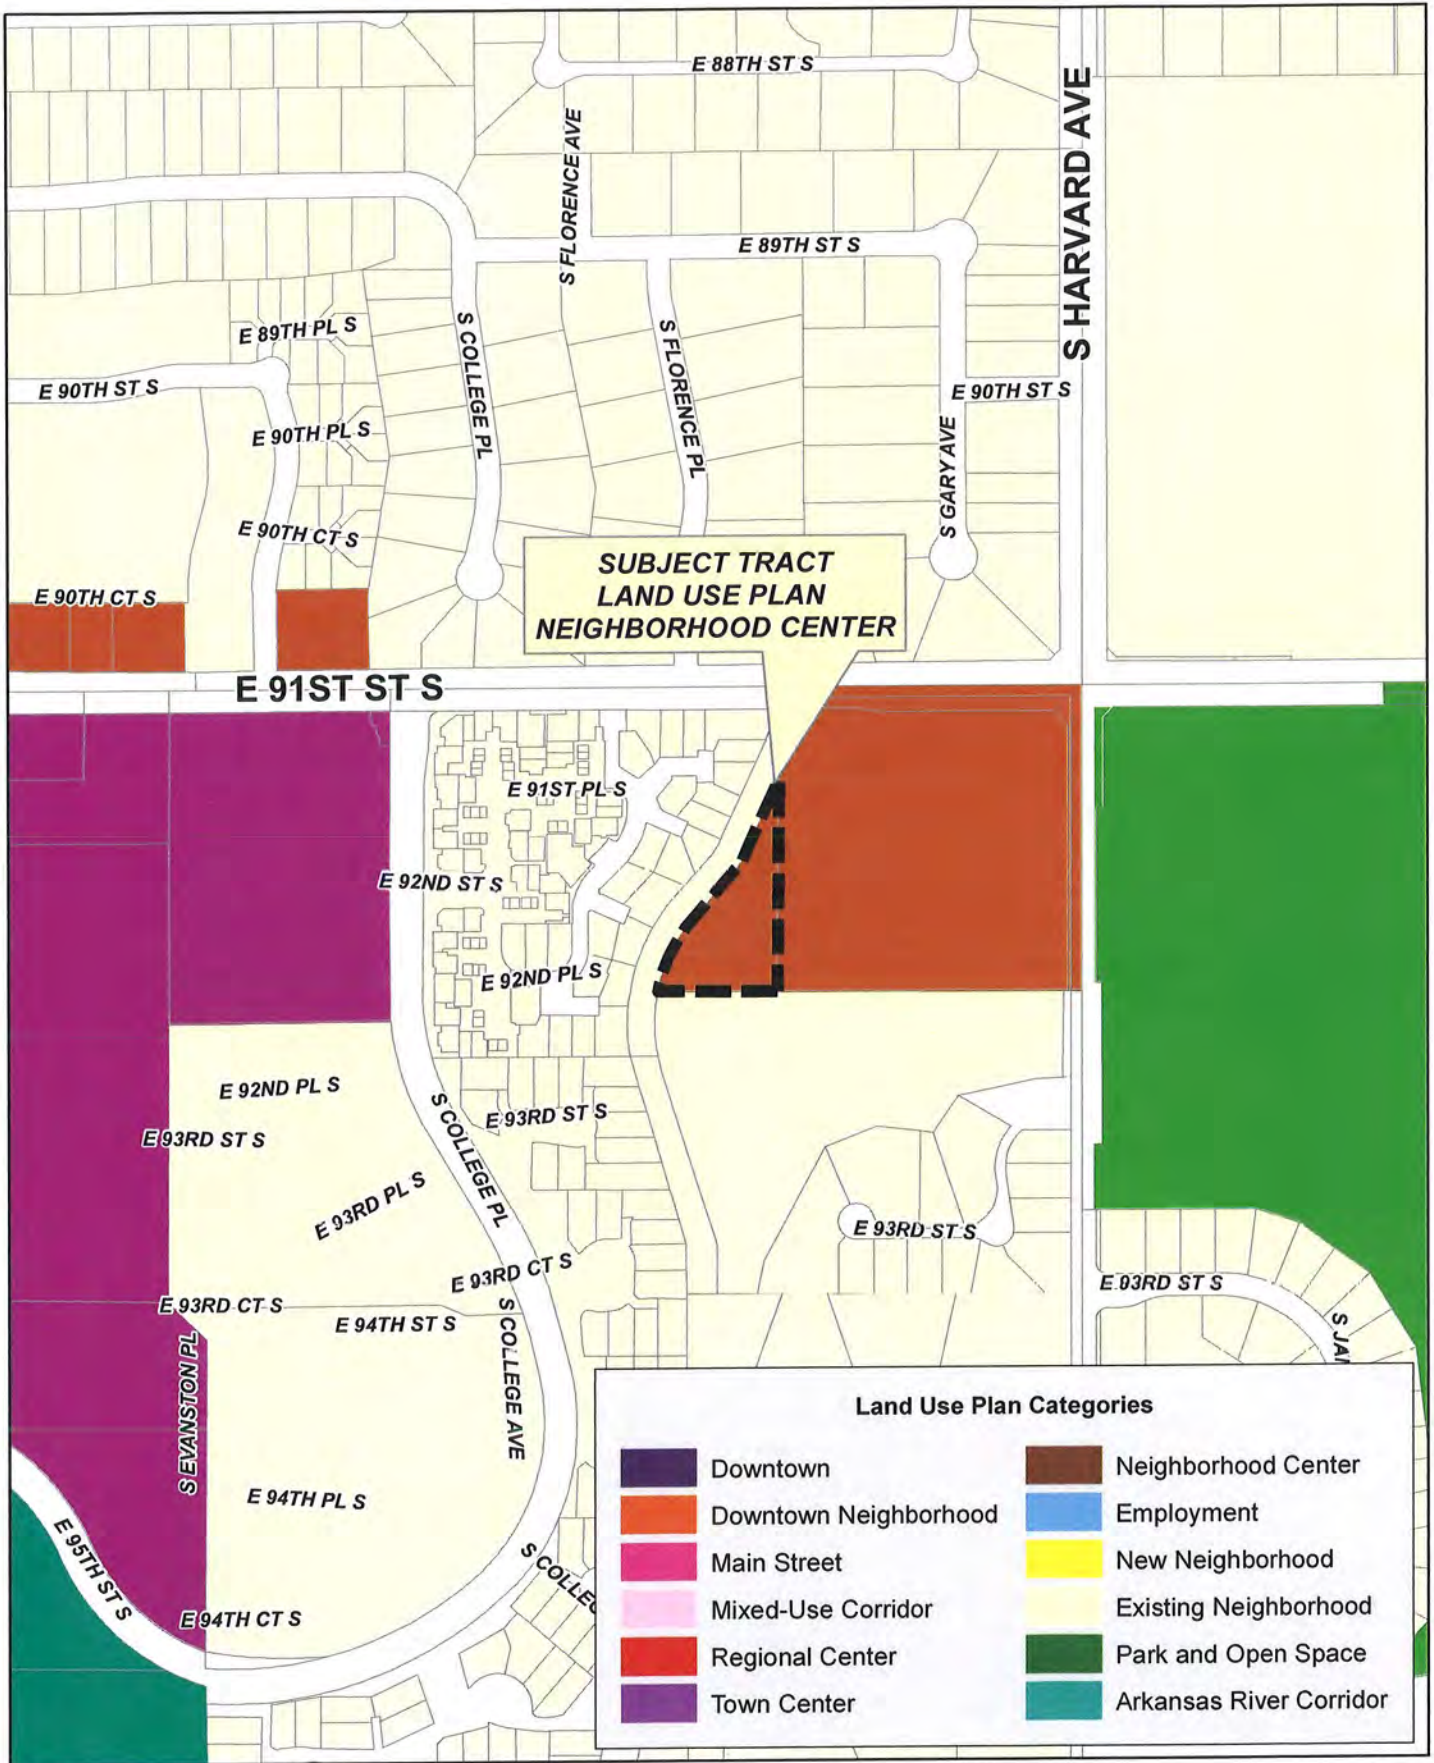 E 88TH ST S
S HARVARD AVE
S FLORENCE AVE
E 89TH ST S
E 89TH PL S
S COLLEGE PL
S FLORENCE PL
E 90TH ST S
E 90TH ST S
E 90TH PL S
S GARY AVE
E 90TH CT S
SUBJECT TRACT
LAND USE PLAN
NEIGHBORHOOD CENTER
E 90TH CT S
E 91ST ST S
E 91ST PL S
E 92ND ST S
E 92ND PL S
E 92ND PL S
S COLLEGE PL
E 93RD ST S
E 93RD ST S
E 93RD PL S
E 93RD ST S
E 93RD CT S
E 93RD ST S
E 93RD CT S
E 94TH ST S
S COLLEGE AVE
S JAM
S EVANSTON PL
E 94TH PL S
E 95TH ST S
S COLLEG
E 94TH CT S
Land Use Plan Categories
Downtown
Downtown Neighborhood
Main Street
Mixed-Use Corridor
Regional Center
Town Center
Neighborhood Center
Employment
New Neighborhood
Existing Neighborhood
Park and Open Space
Arkansas River Corridor